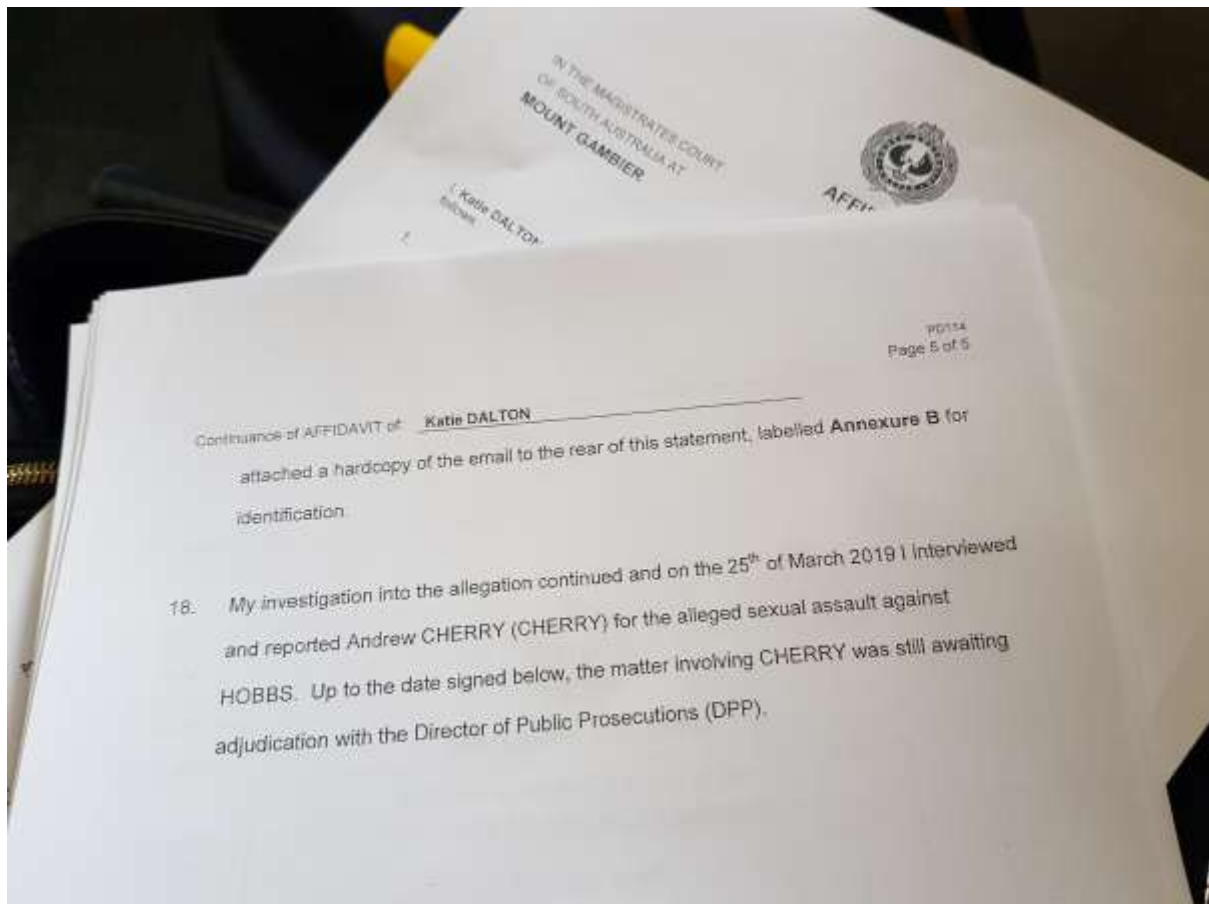 IN THE MAGISTRATES COURT
OF SOUTH AUSTRALIA AT
MOUNT GAMBIER
I, Katie DALTON
follows.
1.
PD114
Page 5 of 5
Continuance of AFFIDAVIT of Katie DALTON
attached a hardcopy of the email to the rear of this statement, labelled Annexure B for
identification.
18. My investigation into the allegation continued and on the 25th of March 2019 I interviewed
and reported Andrew CHERRY (CHERRY) for the alleged sexual assault against
HOBBS. Up to the date signed below, the matter involving CHERRY was still awaiting
adjudication with the Director of Public Prosecutions (DPP).